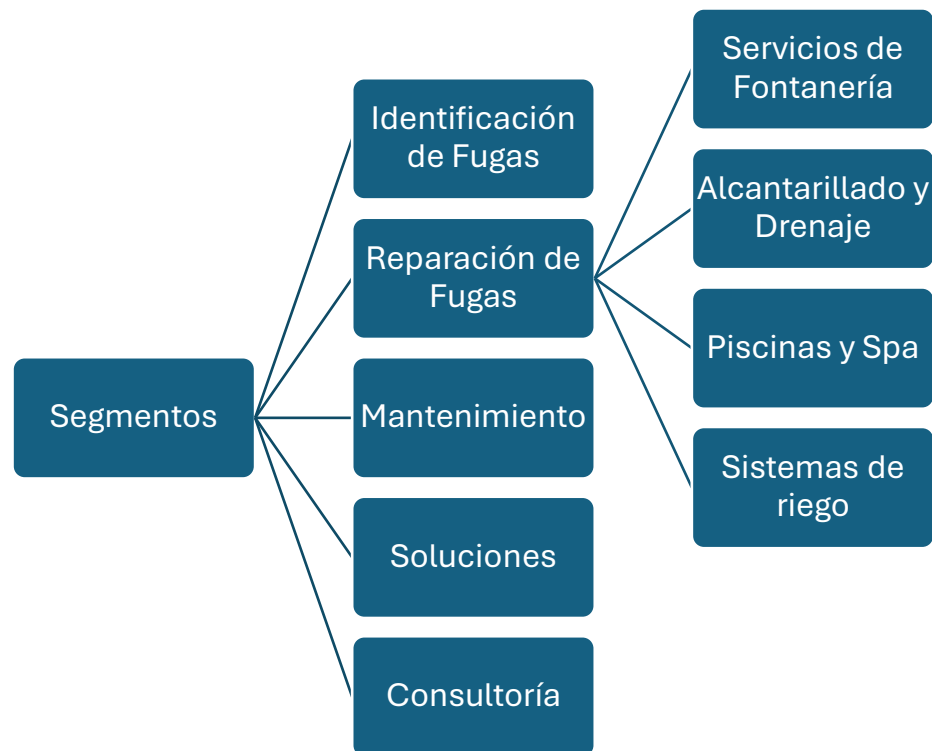 Segmentos
Identificación
de Fugas
Reparación de
Fugas
Mantenimiento
Soluciones
Consultoría
Servicios de
Fontanería
Alcantarillado y
Drenaje
Piscinas y Spa
Sistemas de
riego